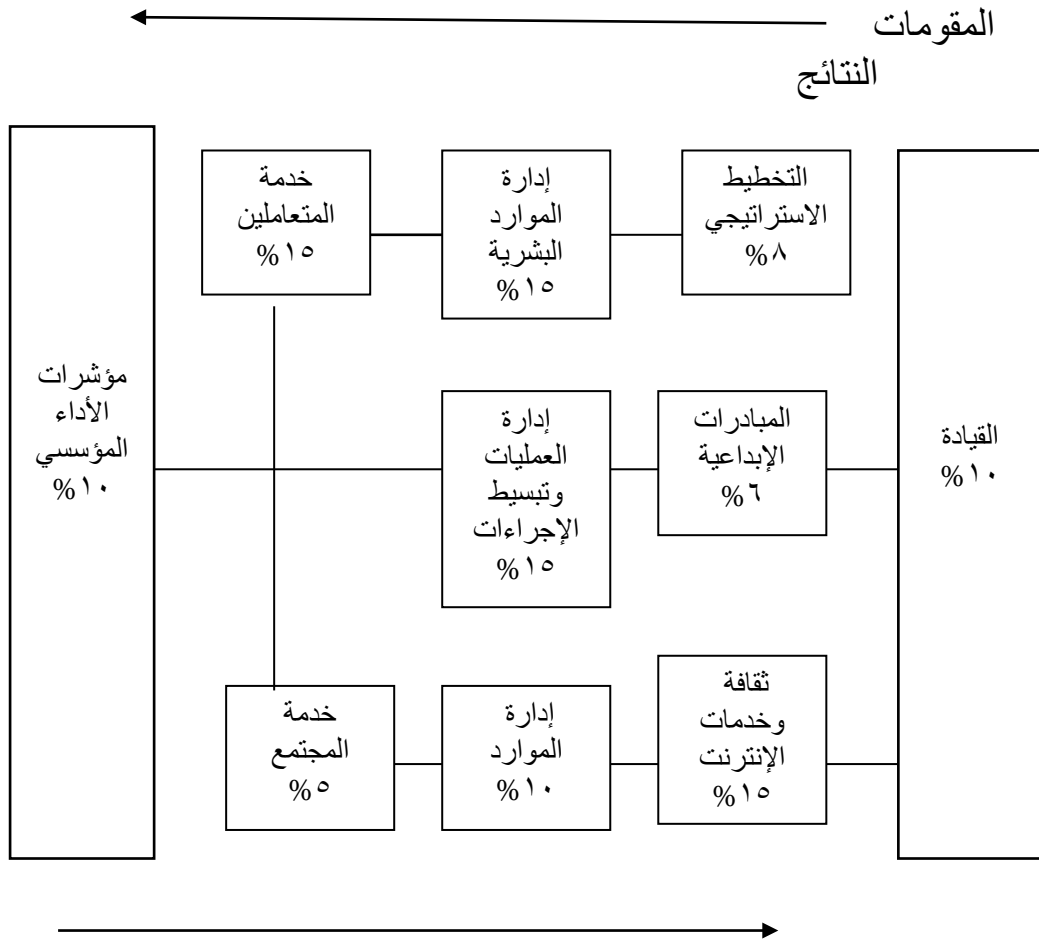 المقومات
النتائج
القيادة
%١٠
التخطيط
الاستراتيجي
%٨
إدارة
الموارد
البشرية
%١٥
خدمة
المتعاملين
%١٥
المبادرات
الإبداعية
%٦
إدارة
العمليات
وتبسيط
الإجراءات
%١٥
ثقافة
وخدمات
الإنترنت
%١٥
إدارة
الموارد
%١٠
خدمة
المجتمع
%٥
مؤشرات
الأداء
المؤسسي
%١٠